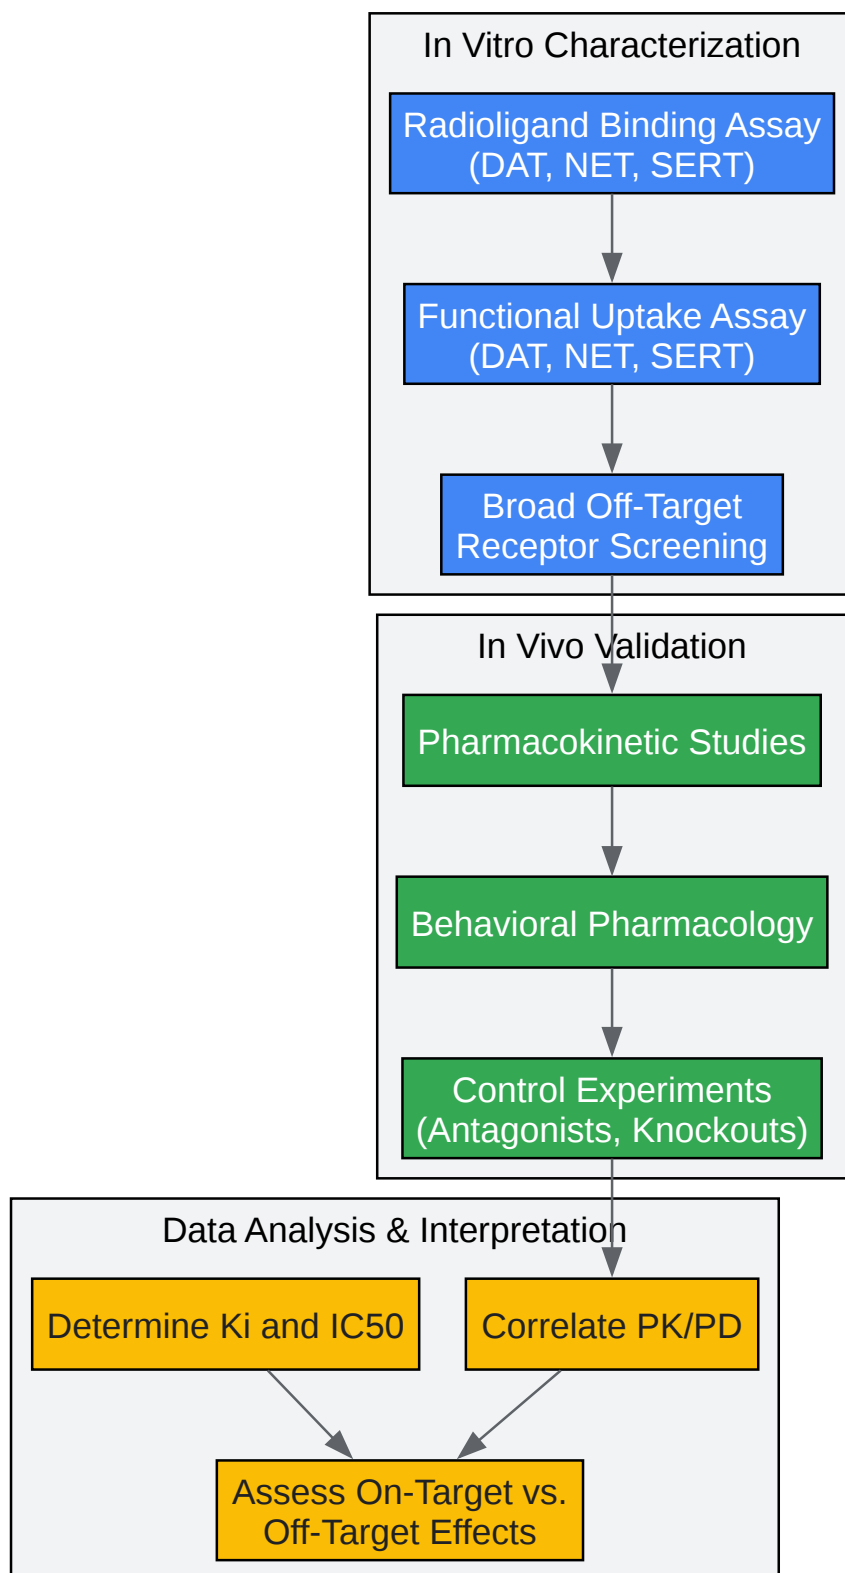 In Vitro Characterization
Radioligand Binding Assay
(DAT, NET, SERT)
Functional Uptake Assay
(DAT, NET, SERT)
Broad Off-Target
Receptor Screening
In Vivo Validation
Pharmacokinetic Studies
Behavioral Pharmacology
Control Experiments
(Antagonists, Knockouts)
Data Analysis & Interpretation
Determine Ki and IC50
Correlate PK/PD
Assess On-Target vs.
Off-Target Effects